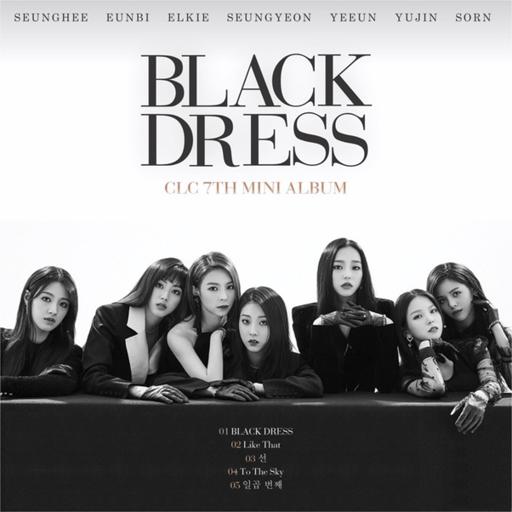 SEUNGHEE EUNBI ELKIE SEUNGYEON YEEUN YUJIN SORN
BLACK
DRESS
CLC 7TH MINI ALBUM
01 BLACK DRESS
02 Like That
03 선
04 To The Sky
05 일곱 번째